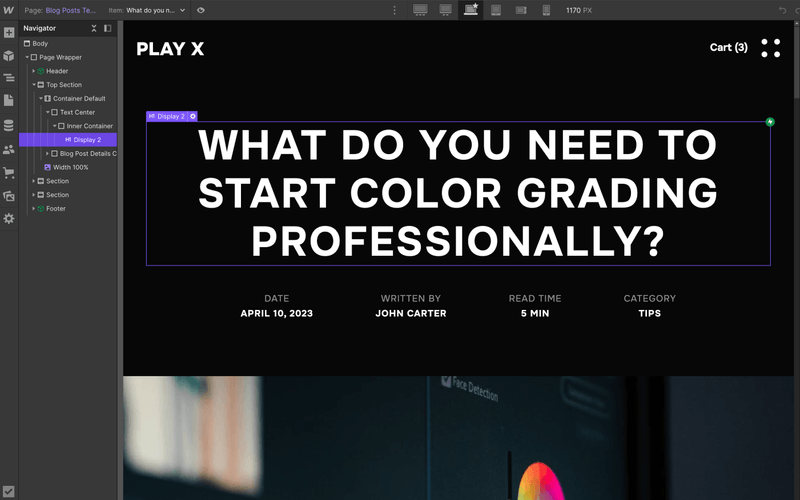 Page: Blog Posts Te...
Item: What do you n...
1170 PX
Navigator
Body
Page Wrapper
Header
Top Section
Container Default
Text Center
Inner Container
H1 Display 2
Blog Post Details C
Width 100%
Section
Section
Footer
PLAY X
Cart (3)
H1 Display 2
WHAT DO YOU NEED TO
START COLOR GRADING
PROFESSIONALLY?
DATE
APRIL 10, 2023
WRITTEN BY
JOHN CARTER
READ TIME
5 MIN
CATEGORY
TIPS
Face Detection